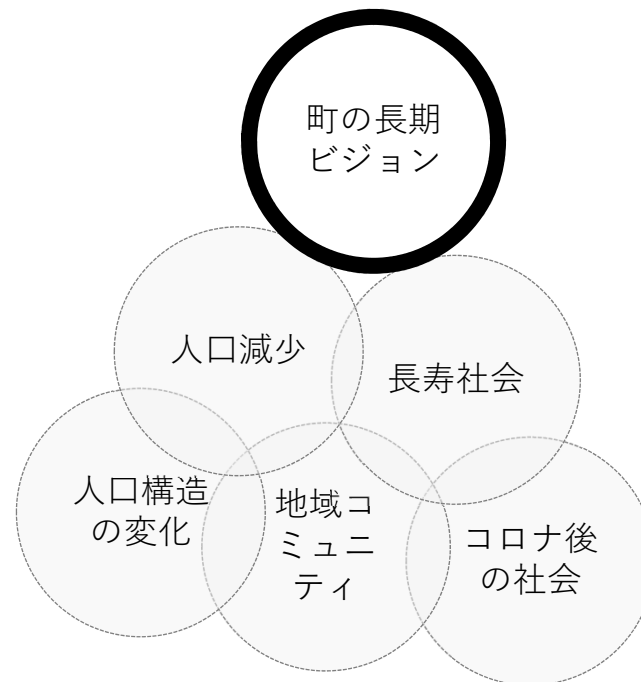 町の長期
ビジョン
人口減少
長寿社会
人口構造
の変化
地域コ
ミュニ
ティ
コロナ後
の社会